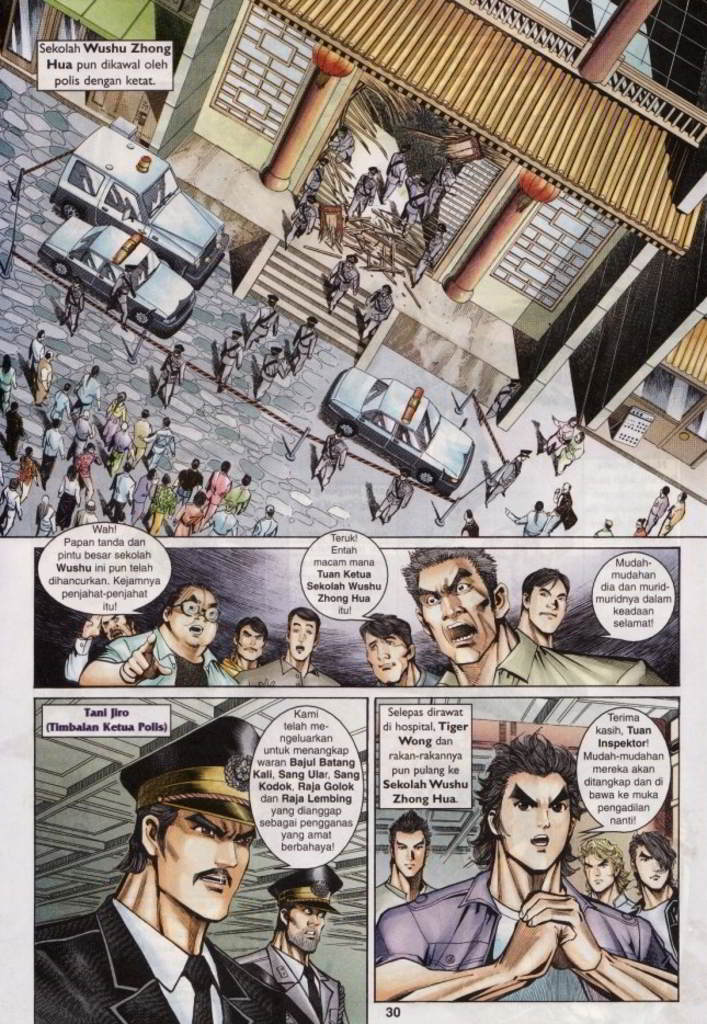 Sekolah Wushu Zhong
Hua pun dikawal oleh
polis dengan ketat.
Wah!
Papan tanda dan
pintu besar sekolah
Wushu ini pun telah
dihancurkan. Kejamnya
penjahat-penjahat
itu!
Teruk!
Entah
macam mana
Tuan Ketua
Sekolah Wushu
Zhong Hua
itu!
Mudah-
mudahan
dia dan murid-
muridnya dalam
keadaan
selamat!
Tani Jiro
(Timbalan Ketua Polis)
Kami
telah me-
ngeluarkan
untuk menangkap
waran Bajul Batang
Kali, Sang Ular, Sang
Kodok, Raja Golok
dan Raja Lembing
yang dianggap
sebagai pengganas
yang amat
berbahaya!
Selepas dirawat
di hospital, Tiger
Wong dan
rakan-rakannya
pun pulang ke
Sekolah Wushu
Zhong Hua.
Terima
kasih, Tuan
Inspektor!
Mudah-mudahan
mereka akan
ditangkap dan di
bawa ke muka
pengadilan
nanti!
30